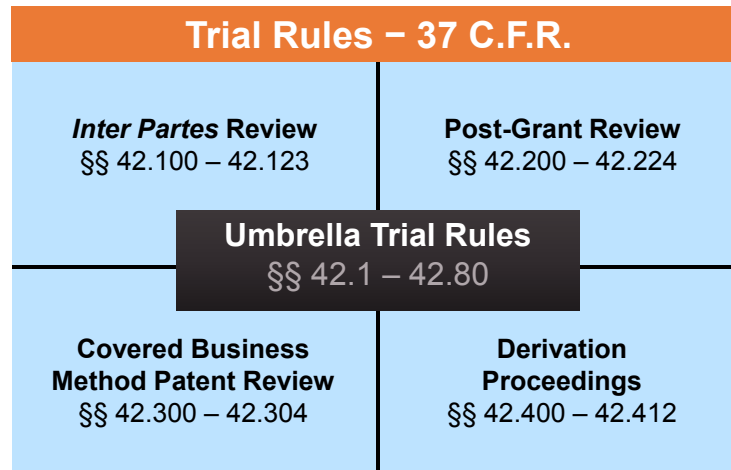 Trial Rules − 37 C.F.R.
Inter Partes Review
§§ 42.100 – 42.123
Post-Grant Review
§§ 42.200 – 42.224
Umbrella Trial Rules
§§ 42.1 – 42.80
Covered Business
Method Patent Review
§§ 42.300 – 42.304
Derivation
Proceedings
§§ 42.400 – 42.412